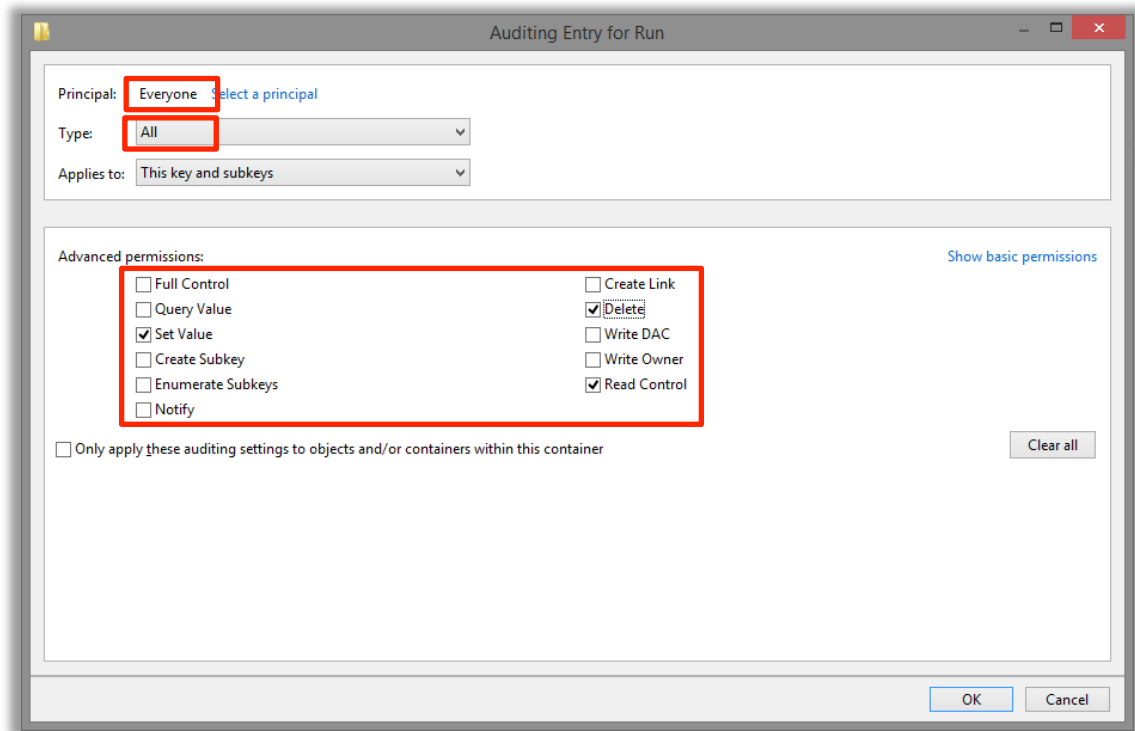 Auditing Entry for Run
Principal: Everyone Select a principal
Type: All
Applies to: This key and subkeys
Advanced permissions: Show basic permissions
Full Control Create Link
Query Value Delete
Set Value Write DAC
Create Subkey Write Owner
Enumerate Subkeys Read Control
Notify
Only apply these auditing settings to objects and/or containers within this container
Clear all
OK Cancel